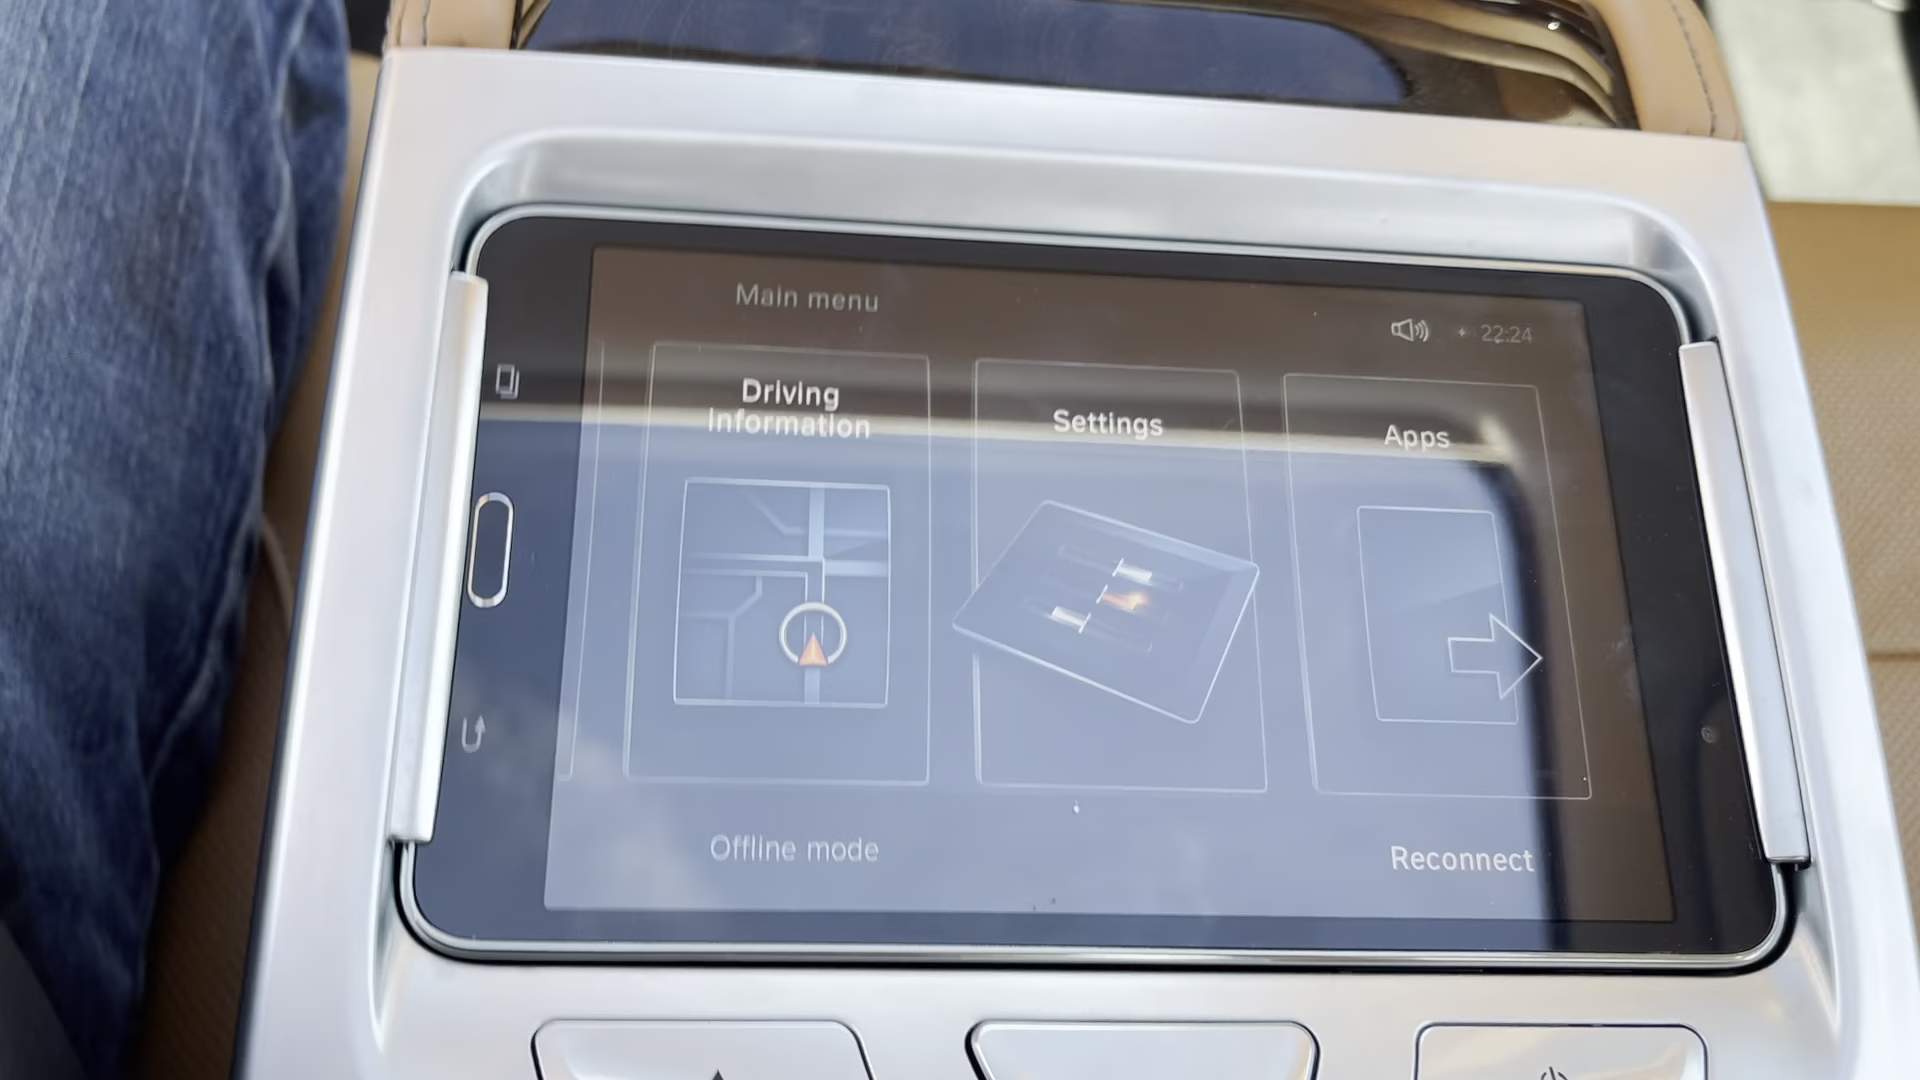 Main menu
22:24
Driving
Information
Settings
Apps
Offline mode
Reconnect